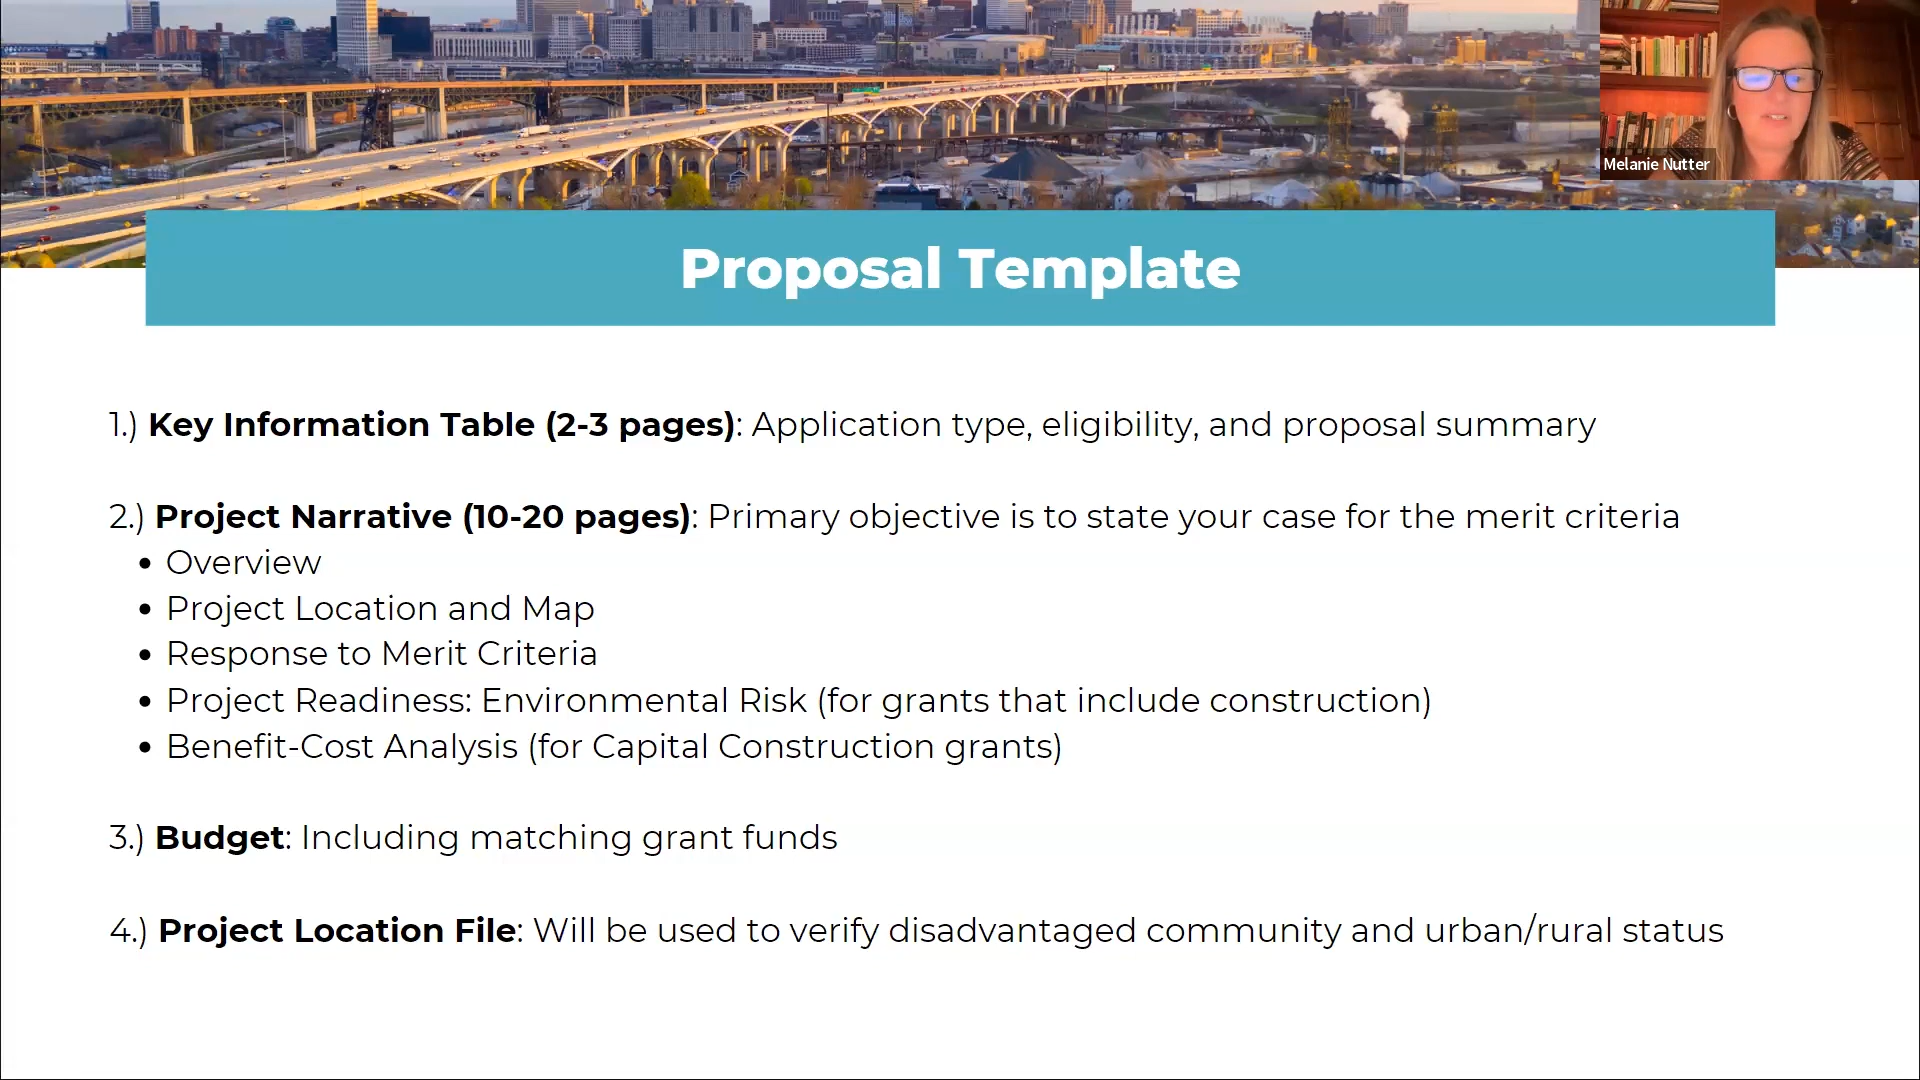 Melanie Nutter
Proposal Template
1.) Key Information Table (2-3 pages): Application type, eligibility, and proposal summary
2.) Project Narrative (10-20 pages): Primary objective is to state your case for the merit criteria
• Overview
• Project Location and Map
• Response to Merit Criteria
• Project Readiness: Environmental Risk (for grants that include construction)
• Benefit-Cost Analysis (for Capital Construction grants)
3.) Budget: Including matching grant funds
4.) Project Location File: Will be used to verify disadvantaged community and urban/rural status